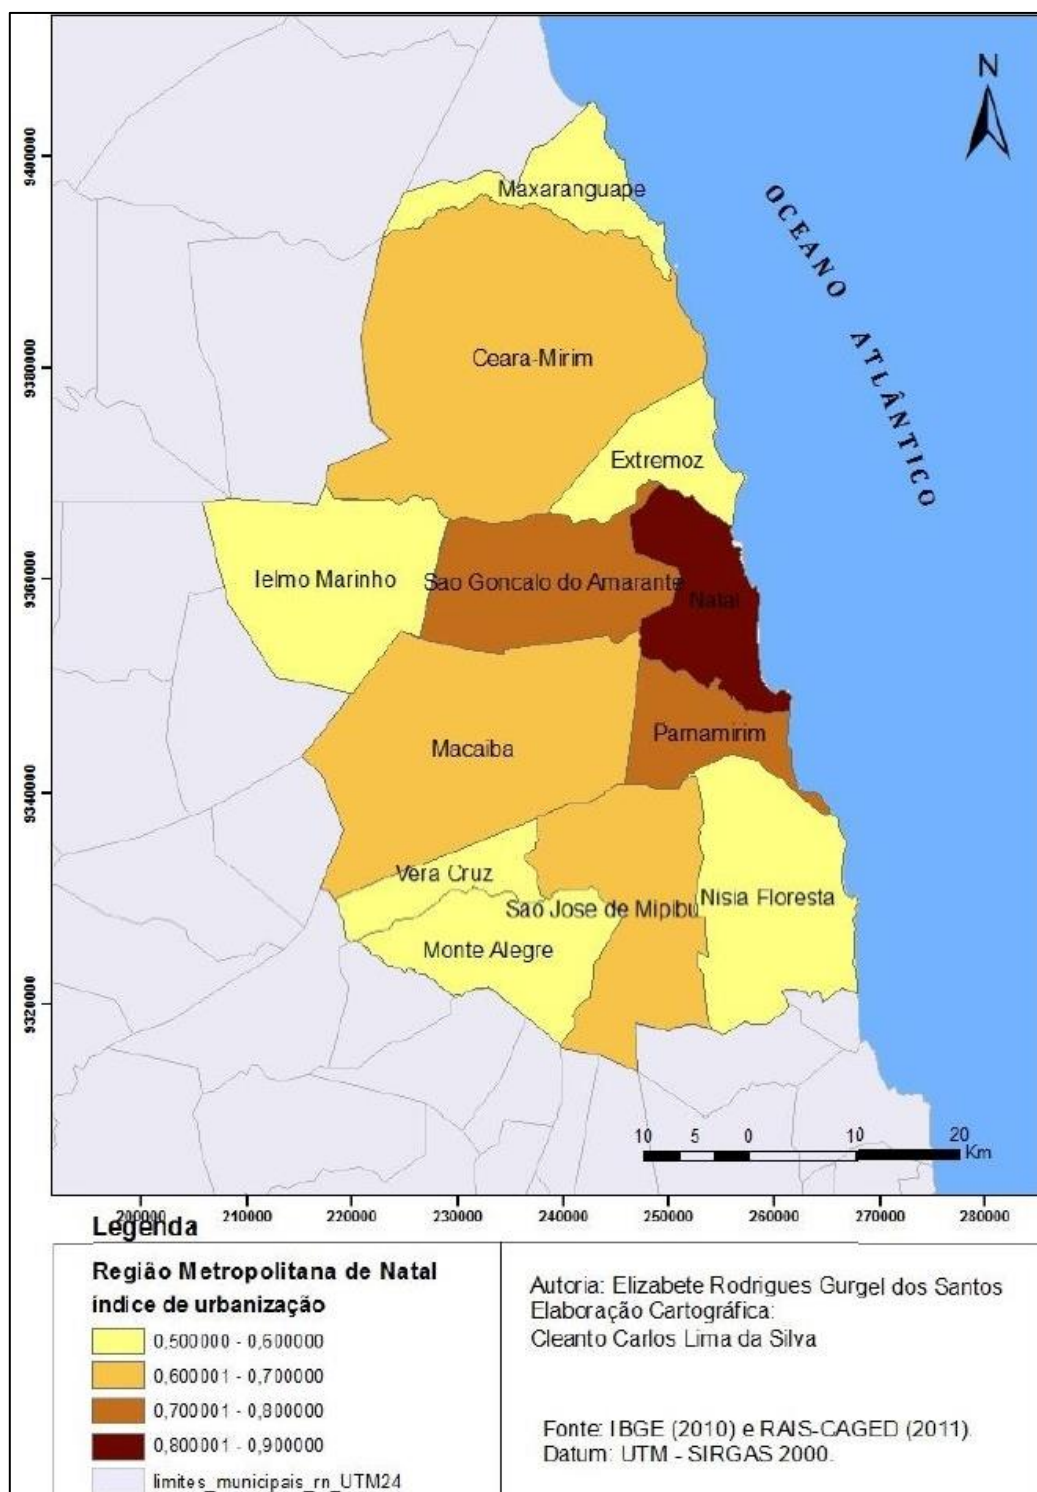 N
9400000
9380000
9360000
9340000
9320000
OCEANO ATLÂNTICO
Maxaranguape
Ceara-Mirim
Extremoz
Ielmo Marinho
Sao Goncalo do Amarante
Natal
Macaiba
Parnamirim
Vera Cruz
Sao Jose de Mipibu
Nisia Floresta
Monte Alegre
10 5 0 10 20
Km
200000 210000 220000 230000 240000 250000 260000 270000 280000
Legenda
Região Metropolitana de Natal
índice de urbanização
0,500000 - 0,600000
0,600001 - 0,700000
0,700001 - 0,800000
0,800001 - 0,900000
limites_municipais_rn_UTM24
Autoria: Elizabete Rodrigues Gurgel dos Santos
Elaboração Cartográfica:
Cleanto Carlos Lima da Silva
Fonte: IBGE (2010) e RAIS-CAGED (2011).
Datum: UTM - SIRGAS 2000.